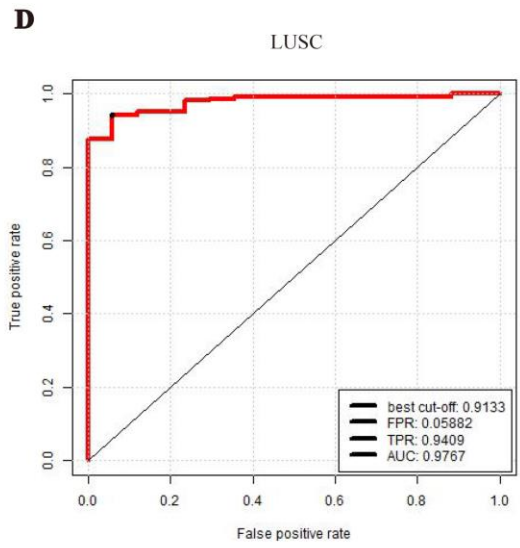 D
LUSC
True positive rate
1.0
0.8
0.6
0.4
0.2
0.0
best cut-off: 0.9133
FPR: 0.05882
TPR: 0.9409
AUC: 0.9767
0.0 0.2 0.4 0.6 0.8 1.0
False positive rate